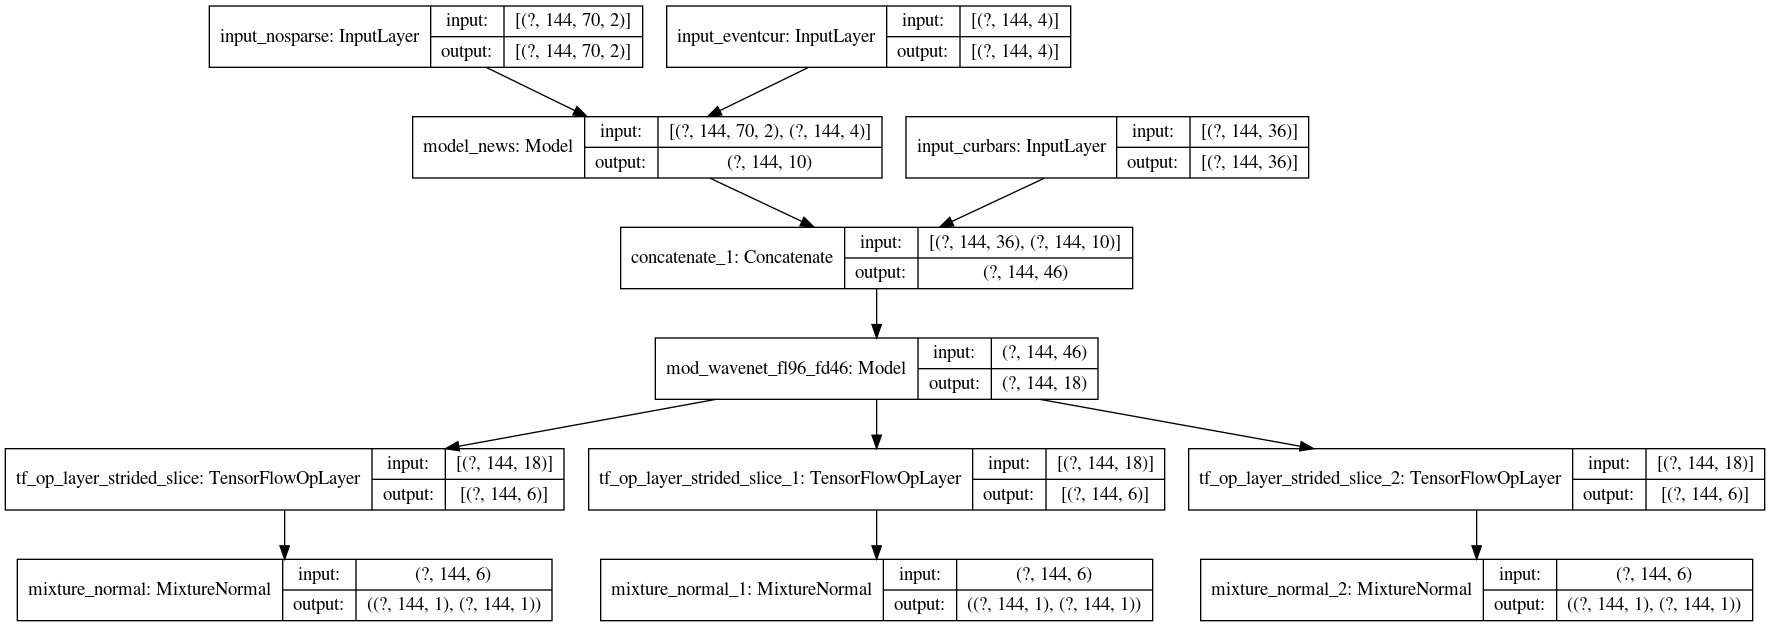 input_nosparse: InputLayer
input: [(?, 144, 70, 2)]
output: [(?, 144, 70, 2)]
input_eventcur: InputLayer
input: [(?, 144, 4)]
output: [(?, 144, 4)]
model_news: Model
input: [(?, 144, 70, 2), (?, 144, 4)]
output: (?, 144, 10)
input_curbars: InputLayer
input: [(?, 144, 36)]
output: [(?, 144, 36)]
concatenate_1: Concatenate
input: [(?, 144, 36), (?, 144, 10)]
output: (?, 144, 46)
mod_wavenet_fl96_fd46: Model
input: (?, 144, 46)
output: (?, 144, 18)
tf_op_layer_strided_slice: TensorFlowOpLayer
input: [(?, 144, 18)]
output: [(?, 144, 6)]
tf_op_layer_strided_slice_1: TensorFlowOpLayer
input: [(?, 144, 18)]
output: [(?, 144, 6)]
tf_op_layer_strided_slice_2: TensorFlowOpLayer
input: [(?, 144, 18)]
output: [(?, 144, 6)]
mixture_normal: MixtureNormal
input: (?, 144, 6)
output: ((?, 144, 1), (?, 144, 1))
mixture_normal_1: MixtureNormal
input: (?, 144, 6)
output: ((?, 144, 1), (?, 144, 1))
mixture_normal_2: MixtureNormal
input: (?, 144, 6)
output: ((?, 144, 1), (?, 144, 1))